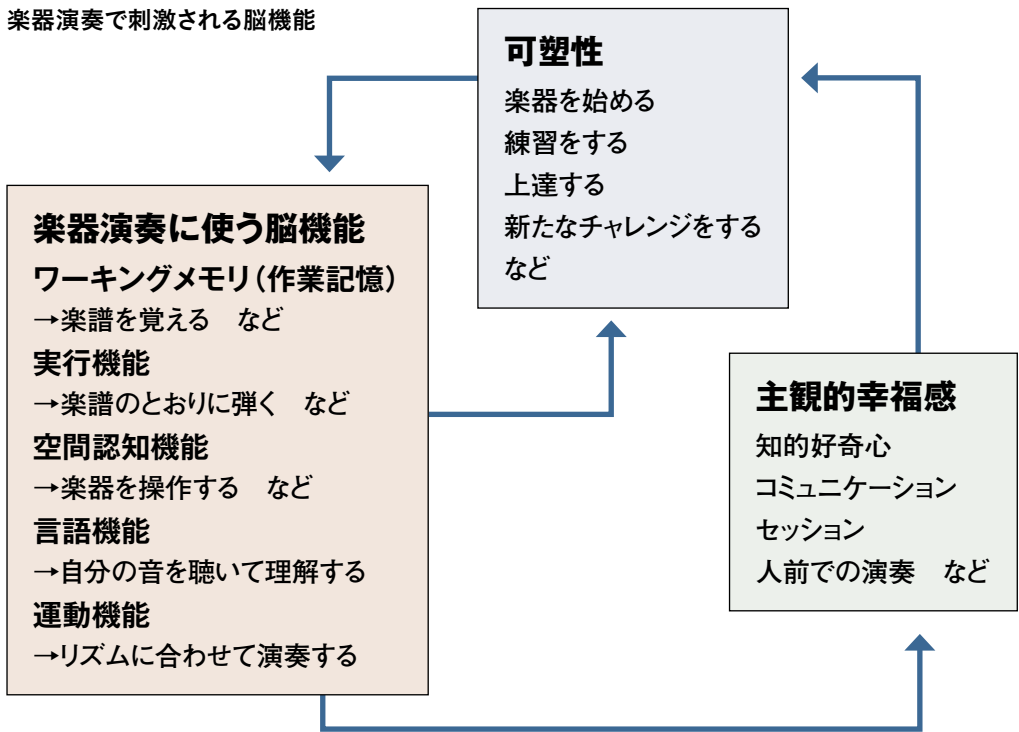 楽器演奏で刺激される脳機能
可塑性
楽器を始める
練習をする
上達する
新たなチャレンジをする
など
楽器演奏に使う脳機能
ワーキングメモリ（作業記憶）
→楽譜を覚える　など
実行機能
→楽譜のとおりに弾く　など
空間認知機能
→楽器を操作する　など
言語機能
→自分の音を聴いて理解する
運動機能
→リズムに合わせて演奏する
主観的幸福感
知的好奇心
コミュニケーション
セッション
人前での演奏　など